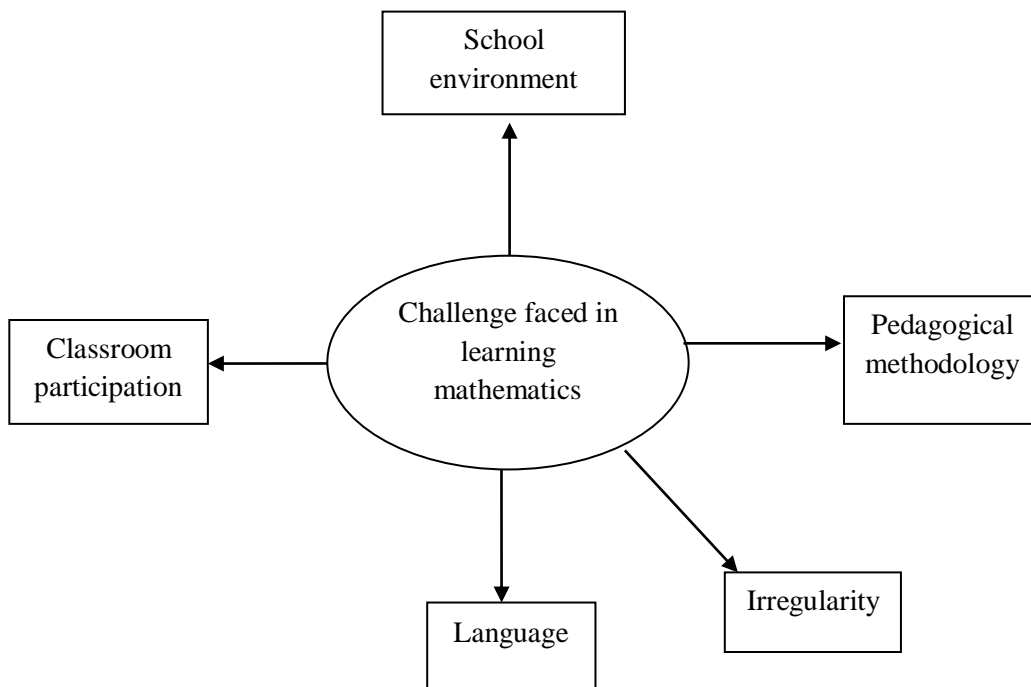 School
environment
Challenge faced in
learning
mathematics
Pedagogical
methodology
Classroom
participation
Irregularity
Language